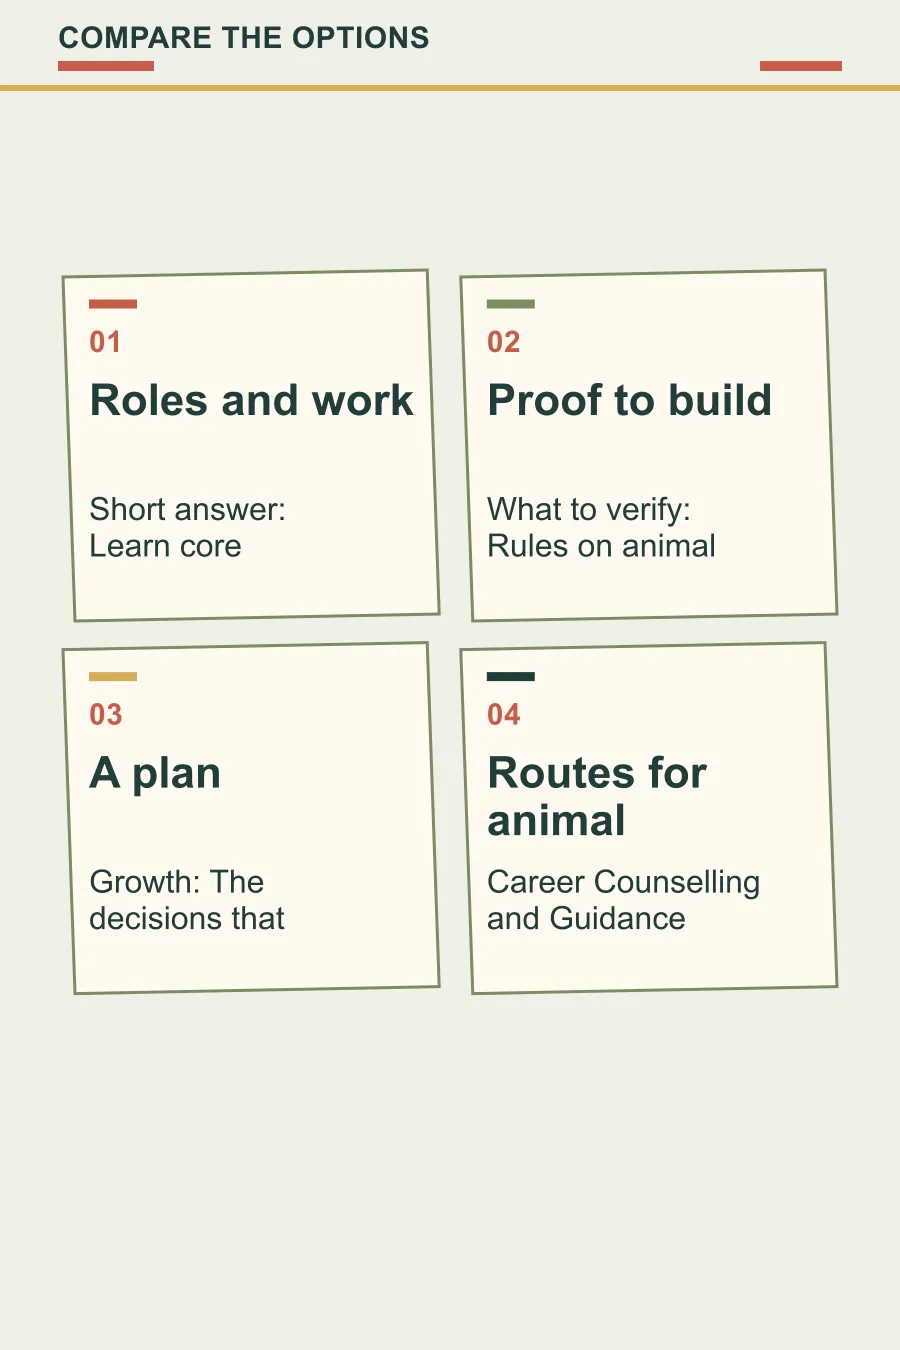 COMPARE THE OPTIONS
01
Roles and work
Short answer:
Learn core
02
Proof to build
What to verify:
Rules on animal
03
A plan
Growth: The
decisions that
04
Routes for
animal
Career Counselling
and Guidance